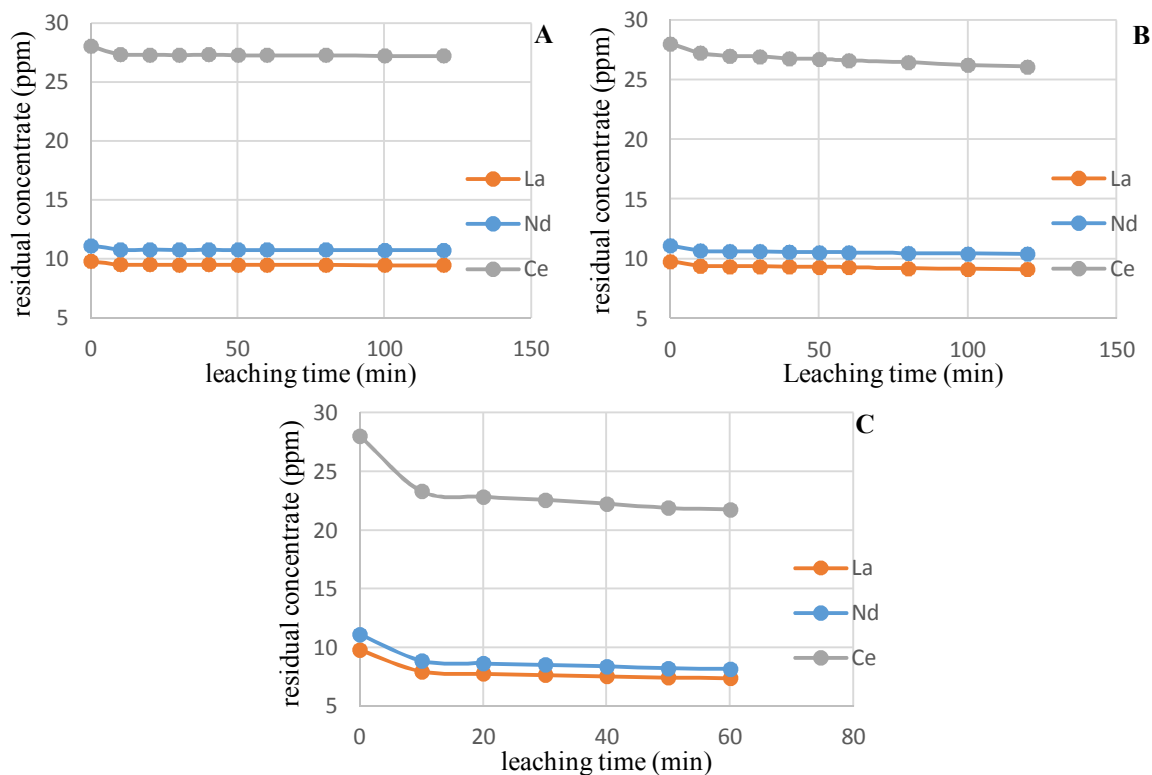 A
residual concentrate (ppm)
30
25
20
15
10
5
0 50 100 150
leaching time (min)
La
Nd
Ce
B
residual concentrate (ppm)
30
25
20
15
10
5
0 50 100 150
Leaching time (min)
La
Nd
Ce
C
residual concentrate (ppm)
30
25
20
15
10
5
0 20 40 60 80
leaching time (min)
La
Nd
Ce